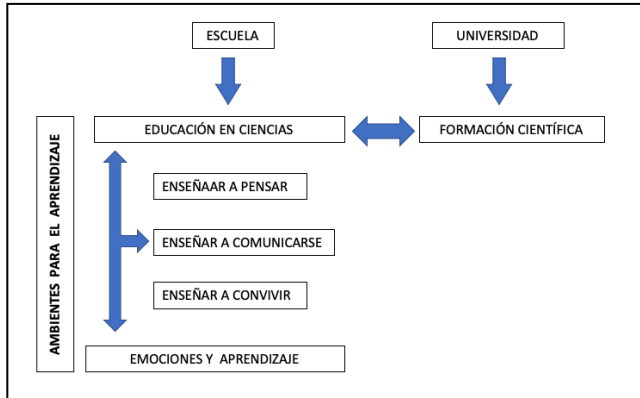 ESCUELA
UNIVERSIDAD
EDUCACIÓN EN CIENCIAS
FORMACIÓN CIENTÍFICA
AMBIENTES PARA EL APRENDIZAJE
ENSEÑAAR A PENSAR
ENSEÑAR A COMUNICARSE
ENSEÑAR A CONVIVIR
EMOCIONES Y APRENDIZAJE